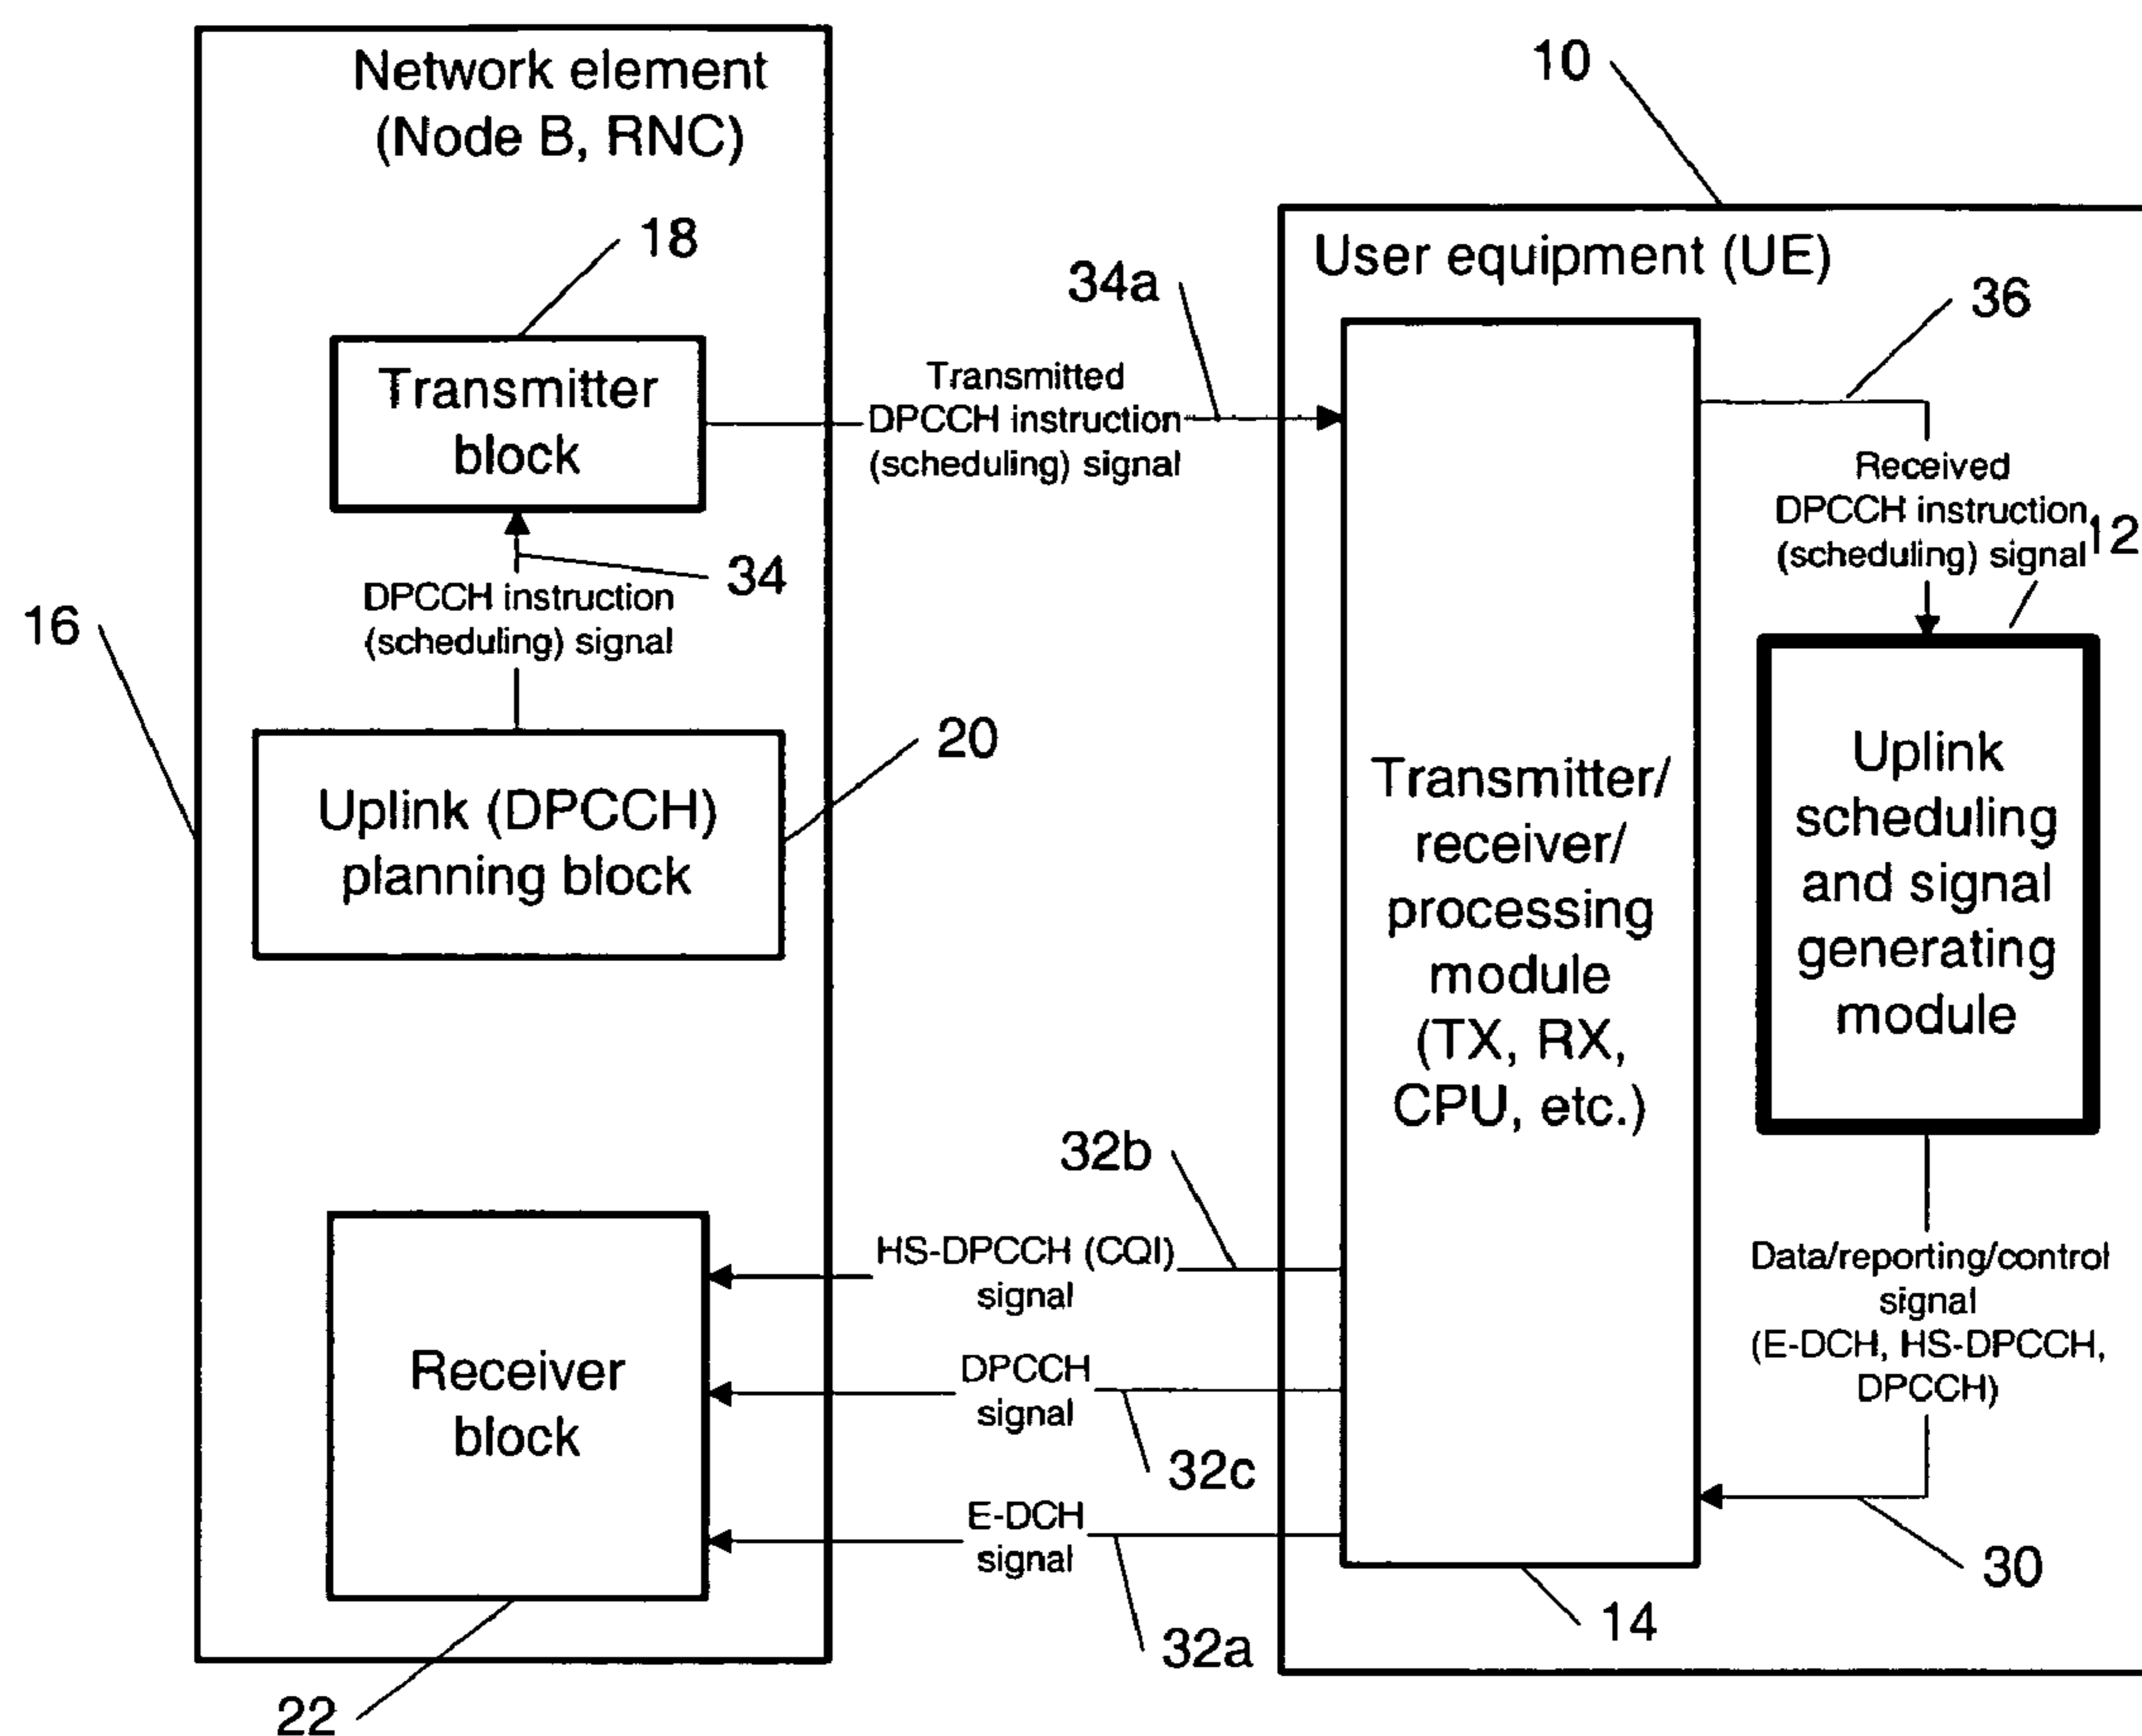 Network element
(Node B, RNC)
18
Transmitter
block
34
DPCCH instruction
(scheduling) signal
16
20
Uplink (DPCCH)
planning block
Receiver
block
22
34a
Transmitted
DPCCH instruction
(scheduling) signal
32b
HS-DPCCH (CQI)
signal
DPCCH
signal
32c
E-DCH
signal
32a
10
User equipment (UE)
36
Received
DPCCH instruction
(scheduling) signal
12
Transmitter/
receiver/
processing
module
(TX, RX,
CPU, etc.)
Uplink
scheduling
and signal
generating
module
Data/reporting/control
signal
(E-DCH, HS-DPCCH,
DPCCH)
30
14